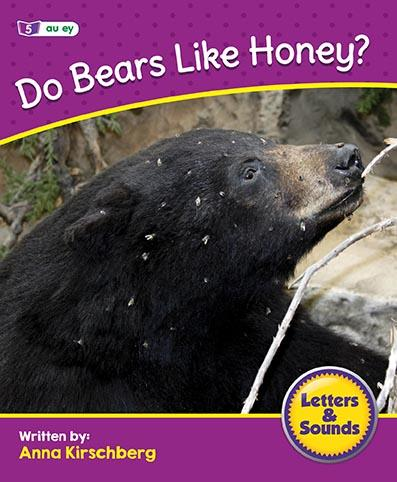 5 au ey
Do Bears Like Honey?
Letters
&
Sounds
Written by:
Anna Kirschberg